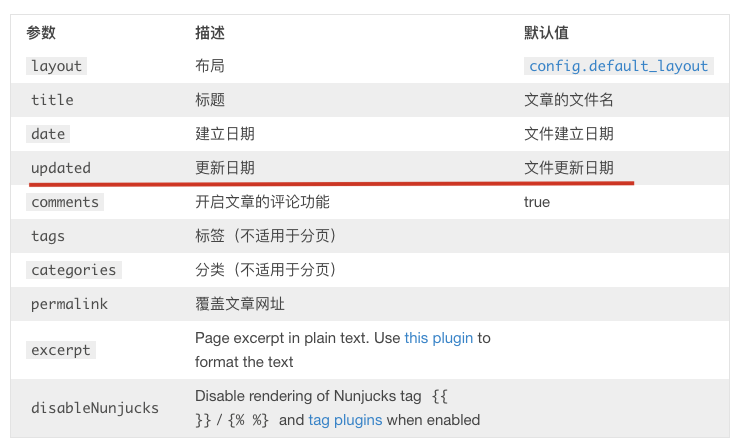 参数 描述 默认值
layout 布局 config.default_layout
title 标题 文章的文件名
date 建立日期 文件建立日期
updated 更新日期 文件更新日期
comments 开启文章的评论功能 true
tags 标签（不适用于分页）
categories 分类（不适用于分页）
permalink 覆盖文章网址
excerpt Page excerpt in plain text. Use this plugin to
format the text
disableNunjucks Disable rendering of Nunjucks tag {{
}} / {% %} and tag plugins when enabled